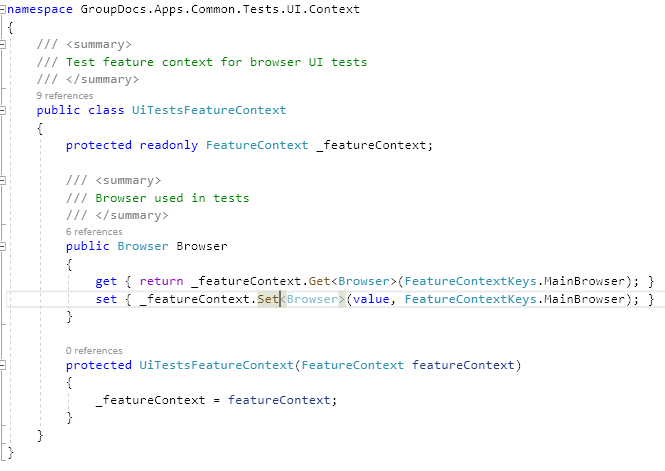 namespace GroupDocs.Apps.Common.Tests.UI.Context
{
/// <summary>
/// Test feature context for browser UI tests
/// </summary>
9 references
public class UiTestsFeatureContext
{
protected readonly FeatureContext _featureContext;
/// <summary>
/// Browser used in tests
/// </summary>
6 references
public Browser Browser
{
get { return _featureContext.Get<Browser>(FeatureContextKeys.MainBrowser); }
set { _featureContext.Set<Browser>(value, FeatureContextKeys.MainBrowser); }
}
0 references
protected UiTestsFeatureContext(FeatureContext featureContext)
{
_featureContext = featureContext;
}
}
}